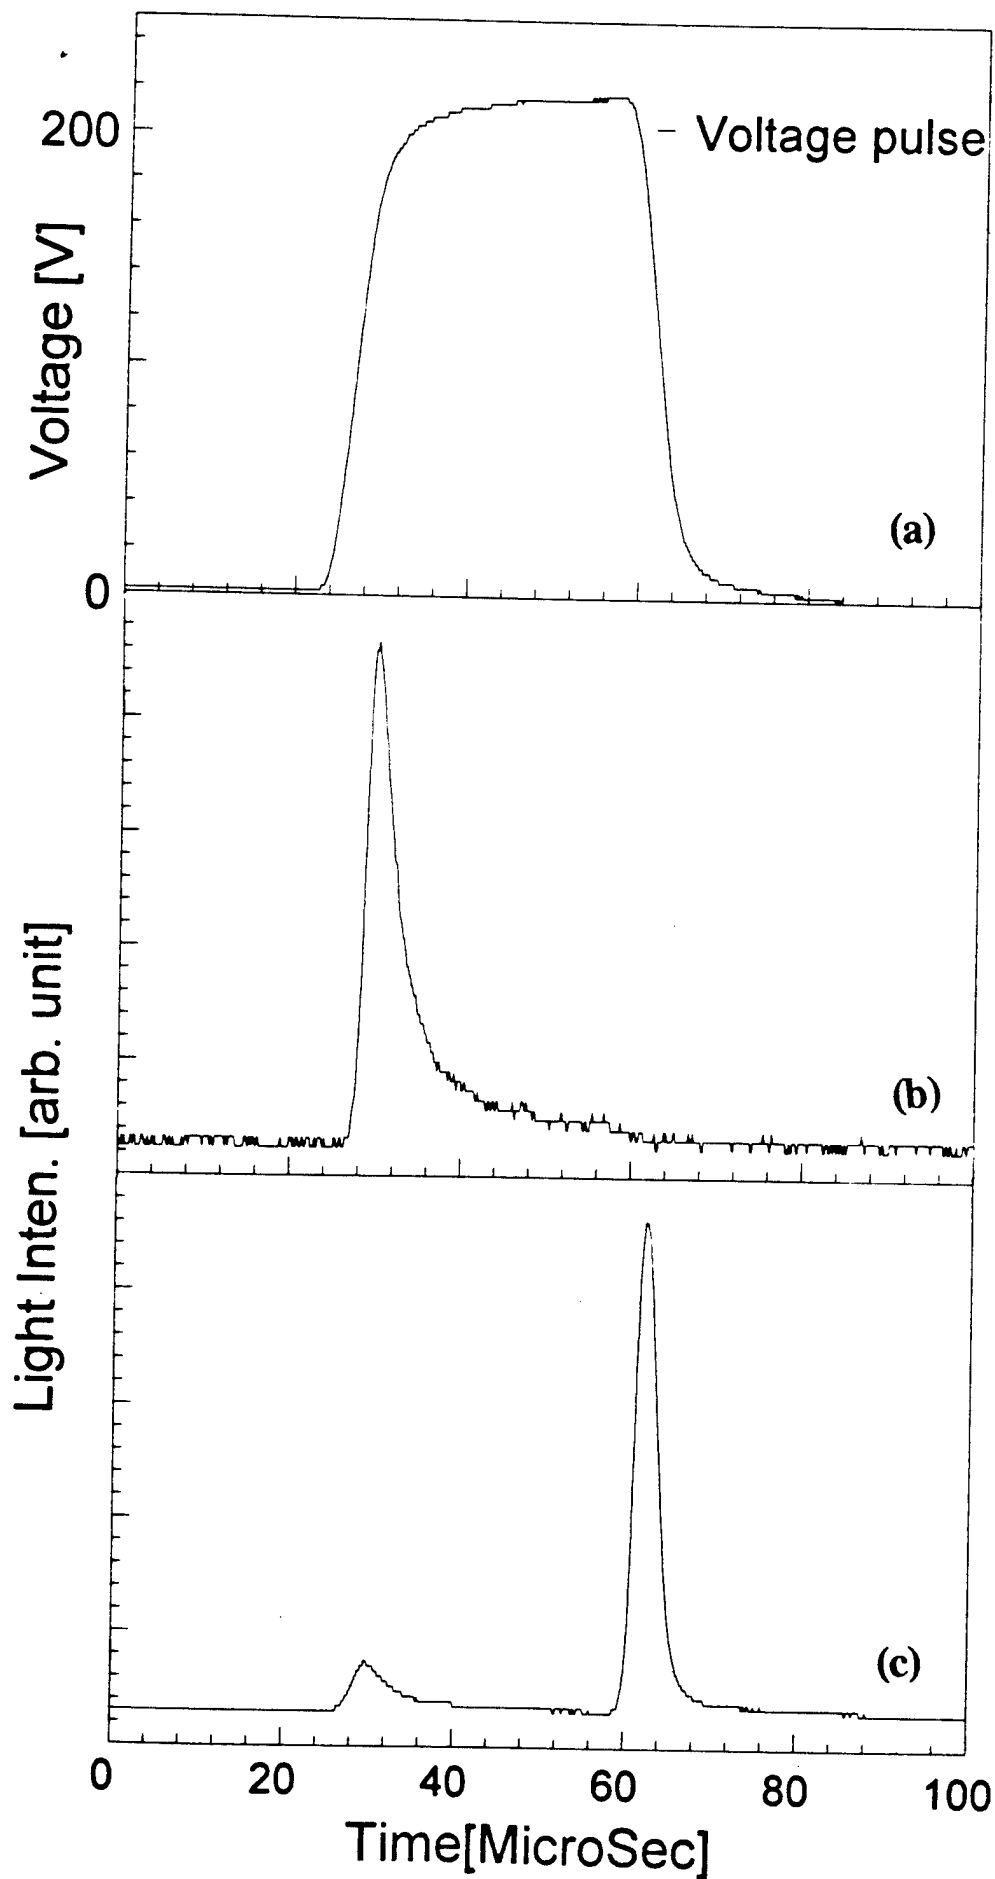 200
Voltage pulse
Voltage [V]
(a)
0
(b)
Light Inten. [arb. unit]
(c)
0 20 40 60 80 100
Time[MicroSec]